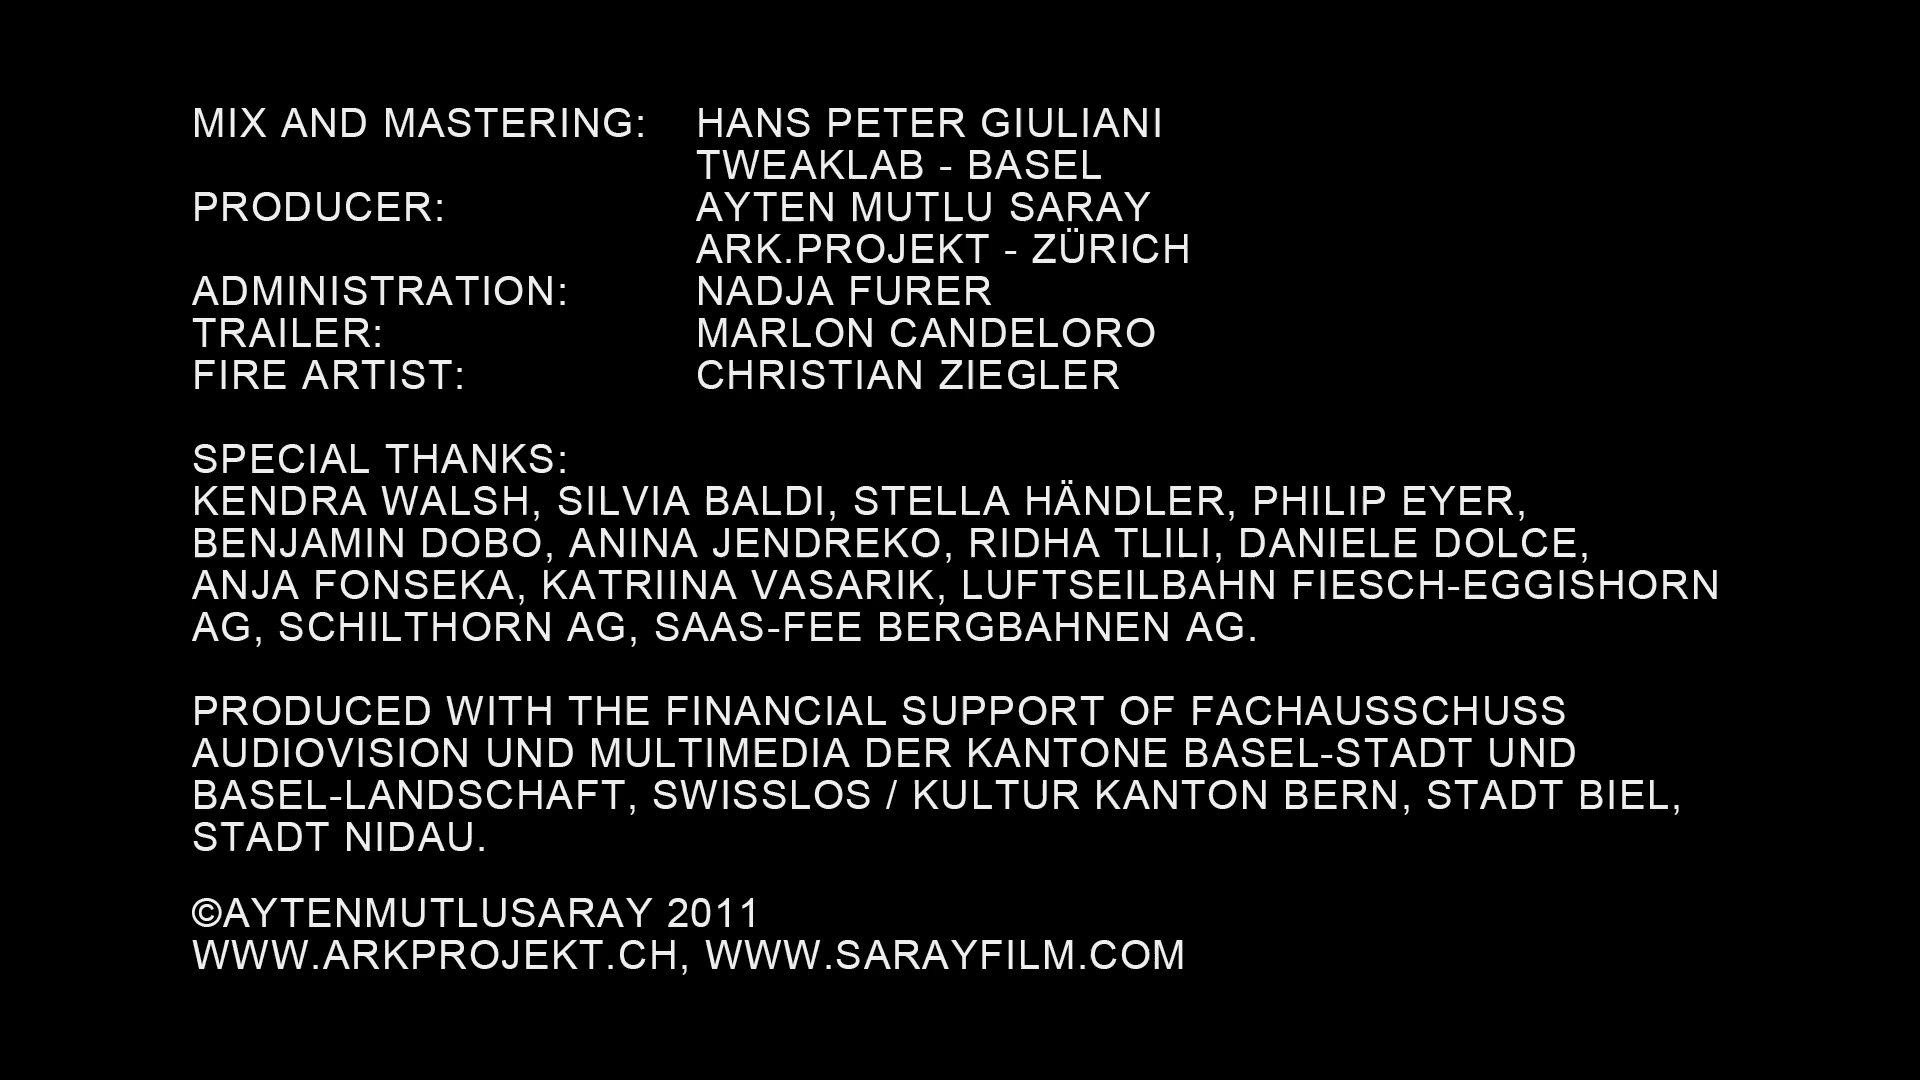 MIX AND MASTERING: HANS PETER GIULIANI
TWEAKLAB - BASEL
PRODUCER: AYTEN MUTLU SARAY
ARK.PROJEKT - ZÜRICH
ADMINISTRATION: NADJA FURER
TRAILER: MARLON CANDELORO
FIRE ARTIST: CHRISTIAN ZIEGLER
SPECIAL THANKS:
KENDRA WALSH, SILVIA BALDI, STELLA HÄNDLER, PHILIP EYER,
BENJAMIN DOBO, ANINA JENDREKO, RIDHA TLILI, DANIELE DOLCE,
ANJA FONSEKA, KATRIINA VASARIK, LUFTSEILBAHN FIESCH-EGGISHORN
AG, SCHILTHORN AG, SAAS-FEE BERGBAHNEN AG.
PRODUCED WITH THE FINANCIAL SUPPORT OF FACHAUSSCHUSS
AUDIOVISION UND MULTIMEDIA DER KANTONE BASEL-STADT UND
BASEL-LANDSCHAFT, SWISSLOS / KULTUR KANTON BERN, STADT BIEL,
STADT NIDAU.
©AYTENMUTLUSARAY 2011
WWW.ARKPROJEKT.CH, WWW.SARAYFILM.COM